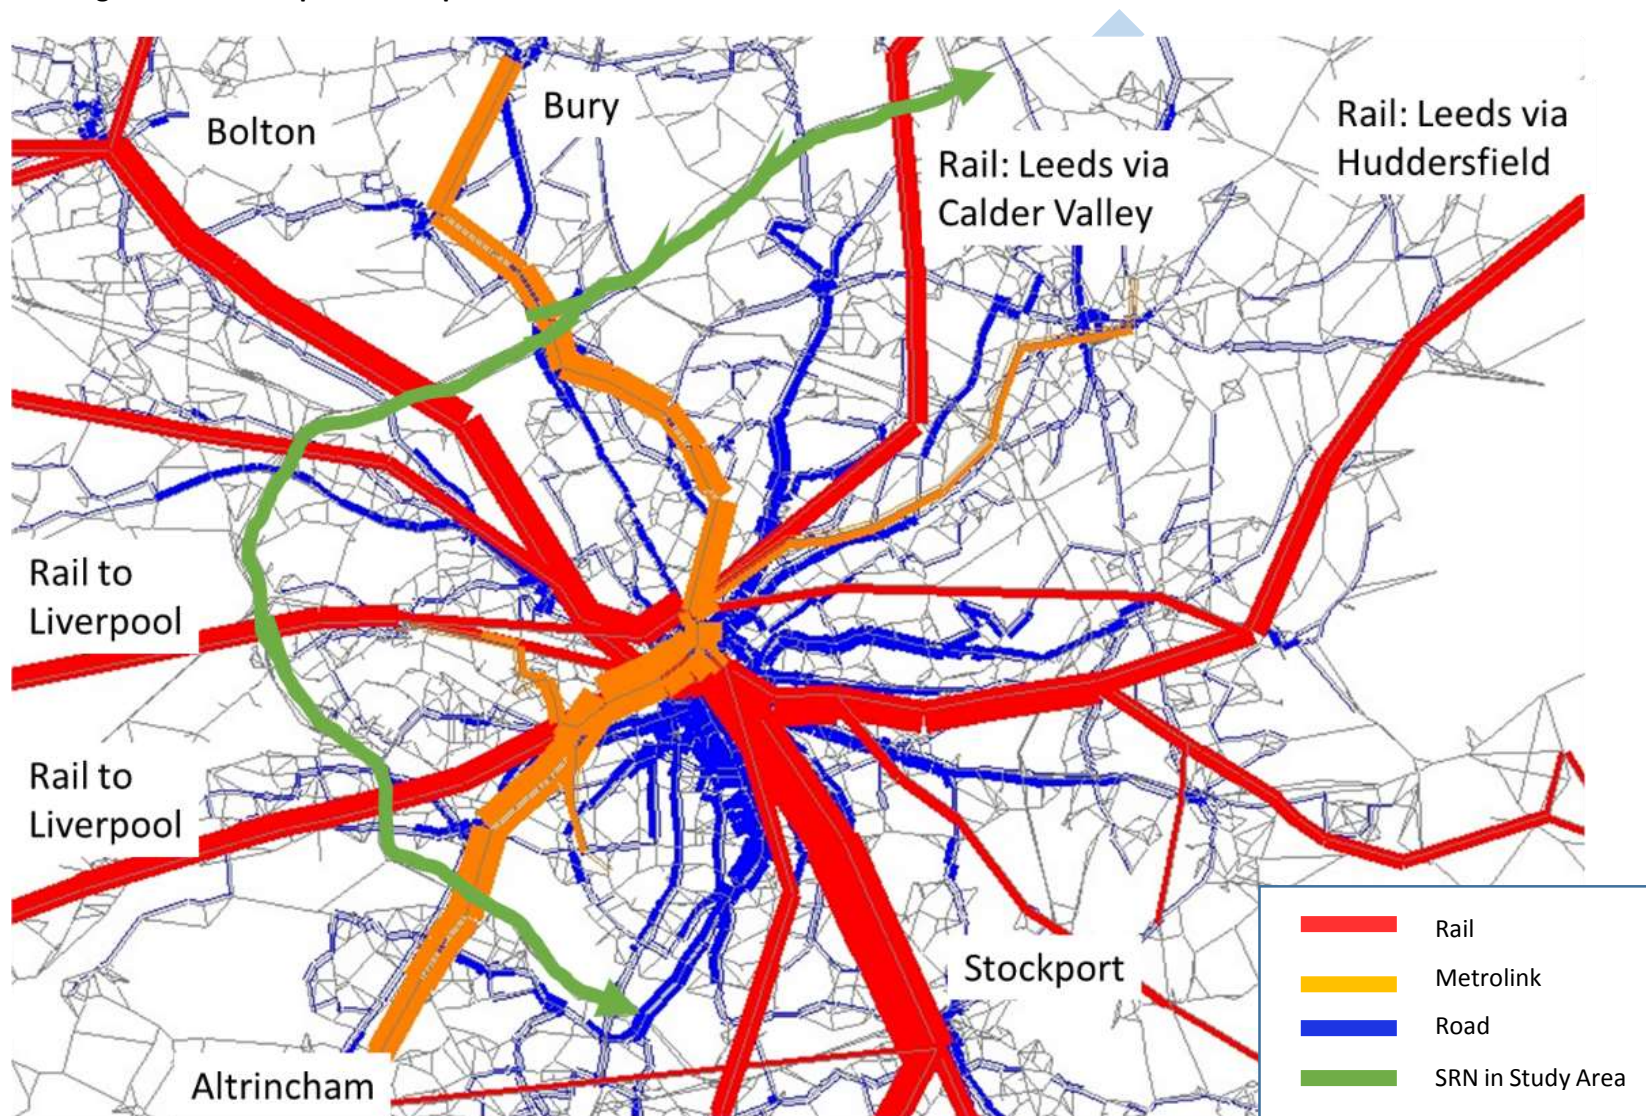 Bury
Bolton
Rail: Leeds via
Huddersfield
Rail: Leeds via
Calder Valley
Rail to
Liverpool
Rail to
Liverpool
Stockport
Altrincham
Rail
Metrolink
Road
SRN in Study Area